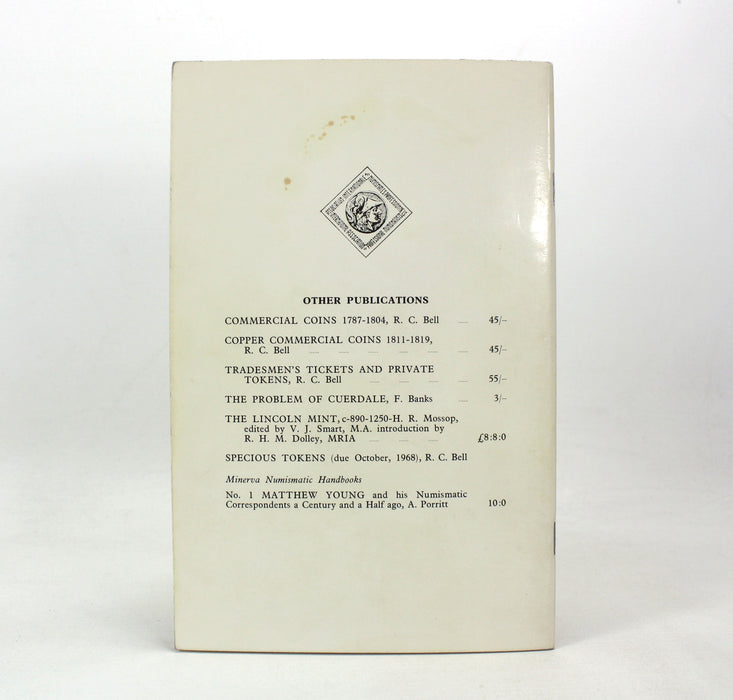 OTHER PUBLICATIONS
COMMERCIAL COINS 1787-1804, R. C. Bell 45/–
COPPER COMMERCIAL COINS 1811-1819,
R. C. Bell 45/–
TRADESMEN'S TICKETS AND PRIVATE
TOKENS, R. C. Bell 55/–
THE PROBLEM OF CUERDALE, F. Banks 3/–
THE LINCOLN MINT, c-890-1250-H. R. Mossop,
edited by V. J. Smart, M.A. introduction by
R. H. M. Dolley, MRIA £8:8:0
SPECIOUS TOKENS (due October, 1968), R. C. Bell
Minerva Numismatic Handbooks
No. 1 MATTHEW YOUNG and his Numismatic
Correspondents a Century and a Half ago, A. Porritt 10:0